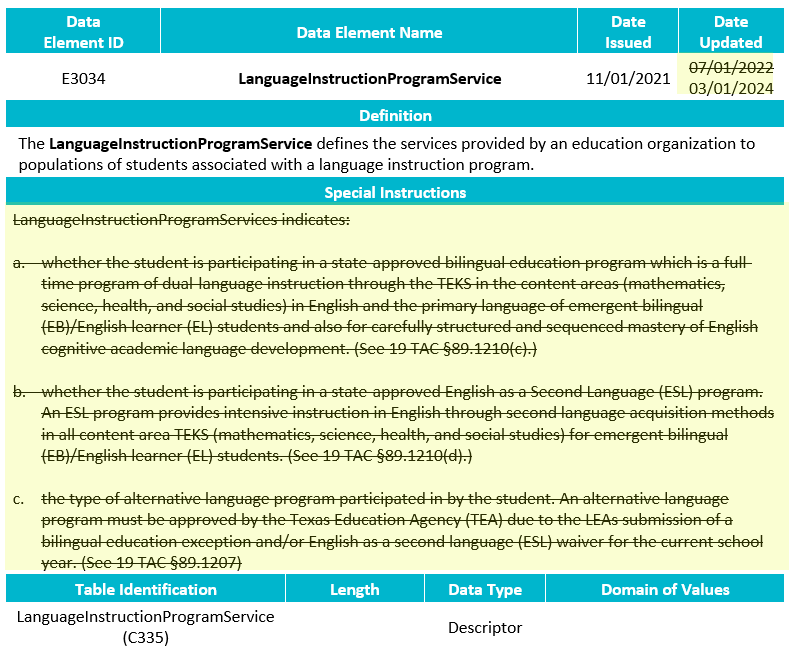 Data
Element ID
Data Element Name
Date
Issued
Date
Updated
E3034
LanguageInstructionProgramService
11/01/2021
07/01/2022
03/01/2024
Definition
The LanguageInstructionProgramService defines the services provided by an education organization to
populations of students associated with a language instruction program.
Special Instructions
LanguageInstructionProgramServices indicates:
a. whether the student is participating in a state-approved bilingual education program which is a full-
time program of dual-language instruction through the TEKS in the content areas (mathematics,
science, health, and social studies) in English and the primary language of emergent bilingual
(EB)/English learner (EL) students and also for carefully structured and sequenced mastery of English
cognitive academic language development. (See 19 TAC §89.1210(c).)
b. whether the student is participating in a state-approved English as a Second Language (ESL) program.
An ESL program provides intensive instruction in English through second language acquisition methods
in all content area TEKS (mathematics, science, health, and social studies) for emergent bilingual
(EB)/English learner (EL) students. (See 19 TAC §89.1210(d).)
c. the type of alternative language program participated in by the student. An alternative language
program must be approved by the Texas Education Agency (TEA) due to the LEAs submission of a
bilingual education exception and/or English as a second language (ESL) waiver for the current school
year. (See 19 TAC §89.1207)
Table Identification
Length
Data Type
Domain of Values
LanguageInstructionProgramService
(C335)
Descriptor